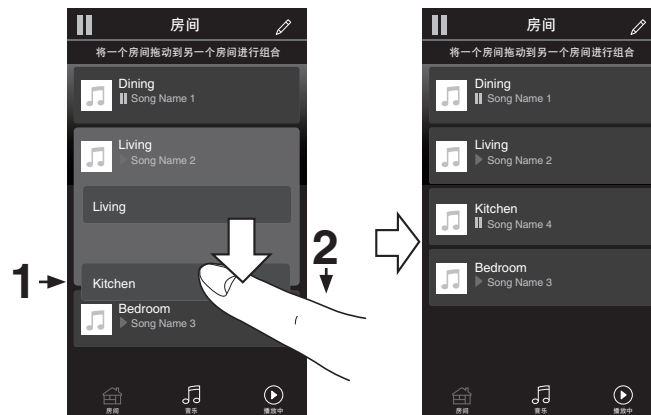 房间
将一个房间拖动到另一个房间进行组合
Dining
Song Name 1
Living
Song Name 2
Living
Kitchen
Bedroom
Song Name 3
房间
音乐
播放中
1
2
房间
将一个房间拖动到另一个房间进行组合
Dining
Song Name 1
Living
Song Name 2
Kitchen
Song Name 4
Bedroom
Song Name 3
房间
音乐
播放中